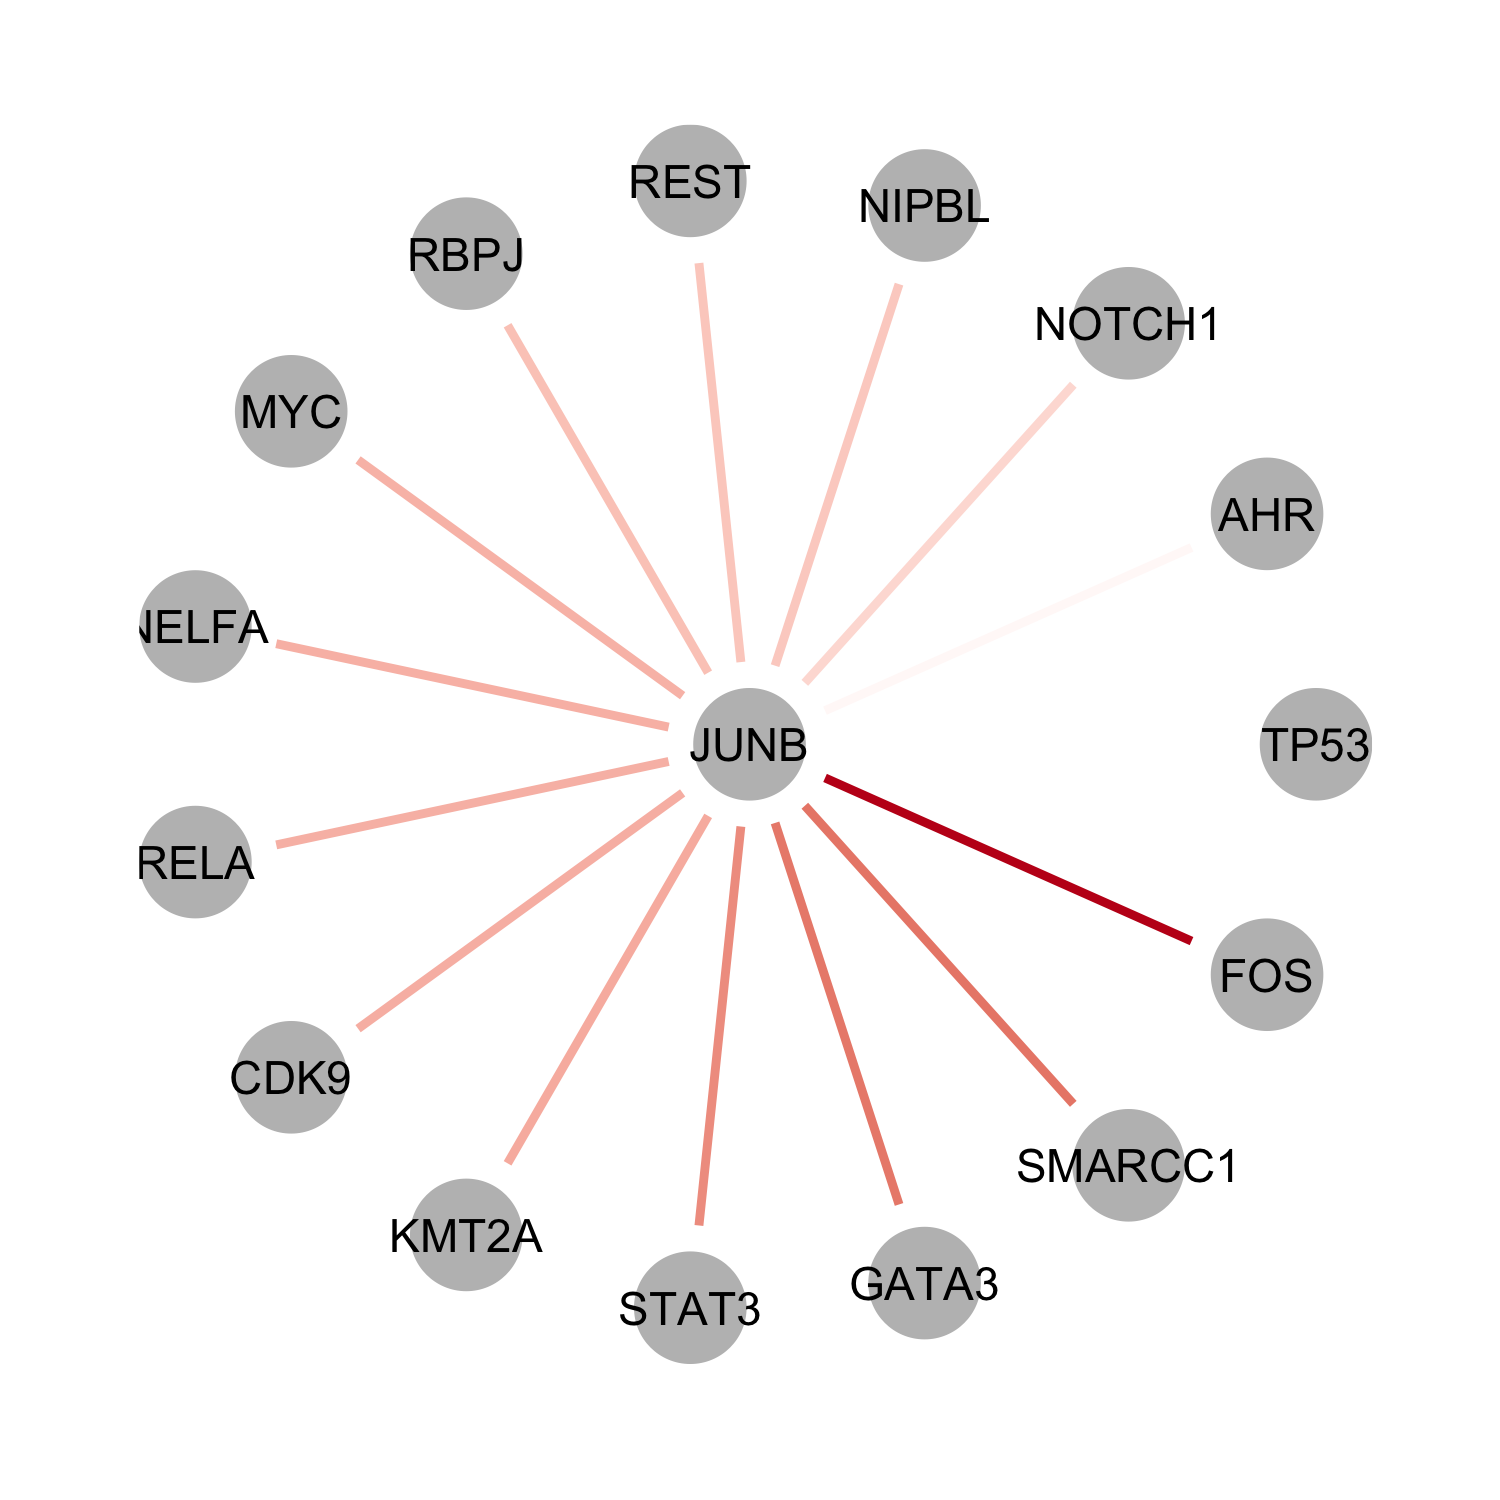 REST
NIPBL
RBPJ
NOTCH1
MYC
AHR
NELFA
JUNB
TP53
RELA
FOS
CDK9
SMARCC1
KMT2A
GATA3
STAT3